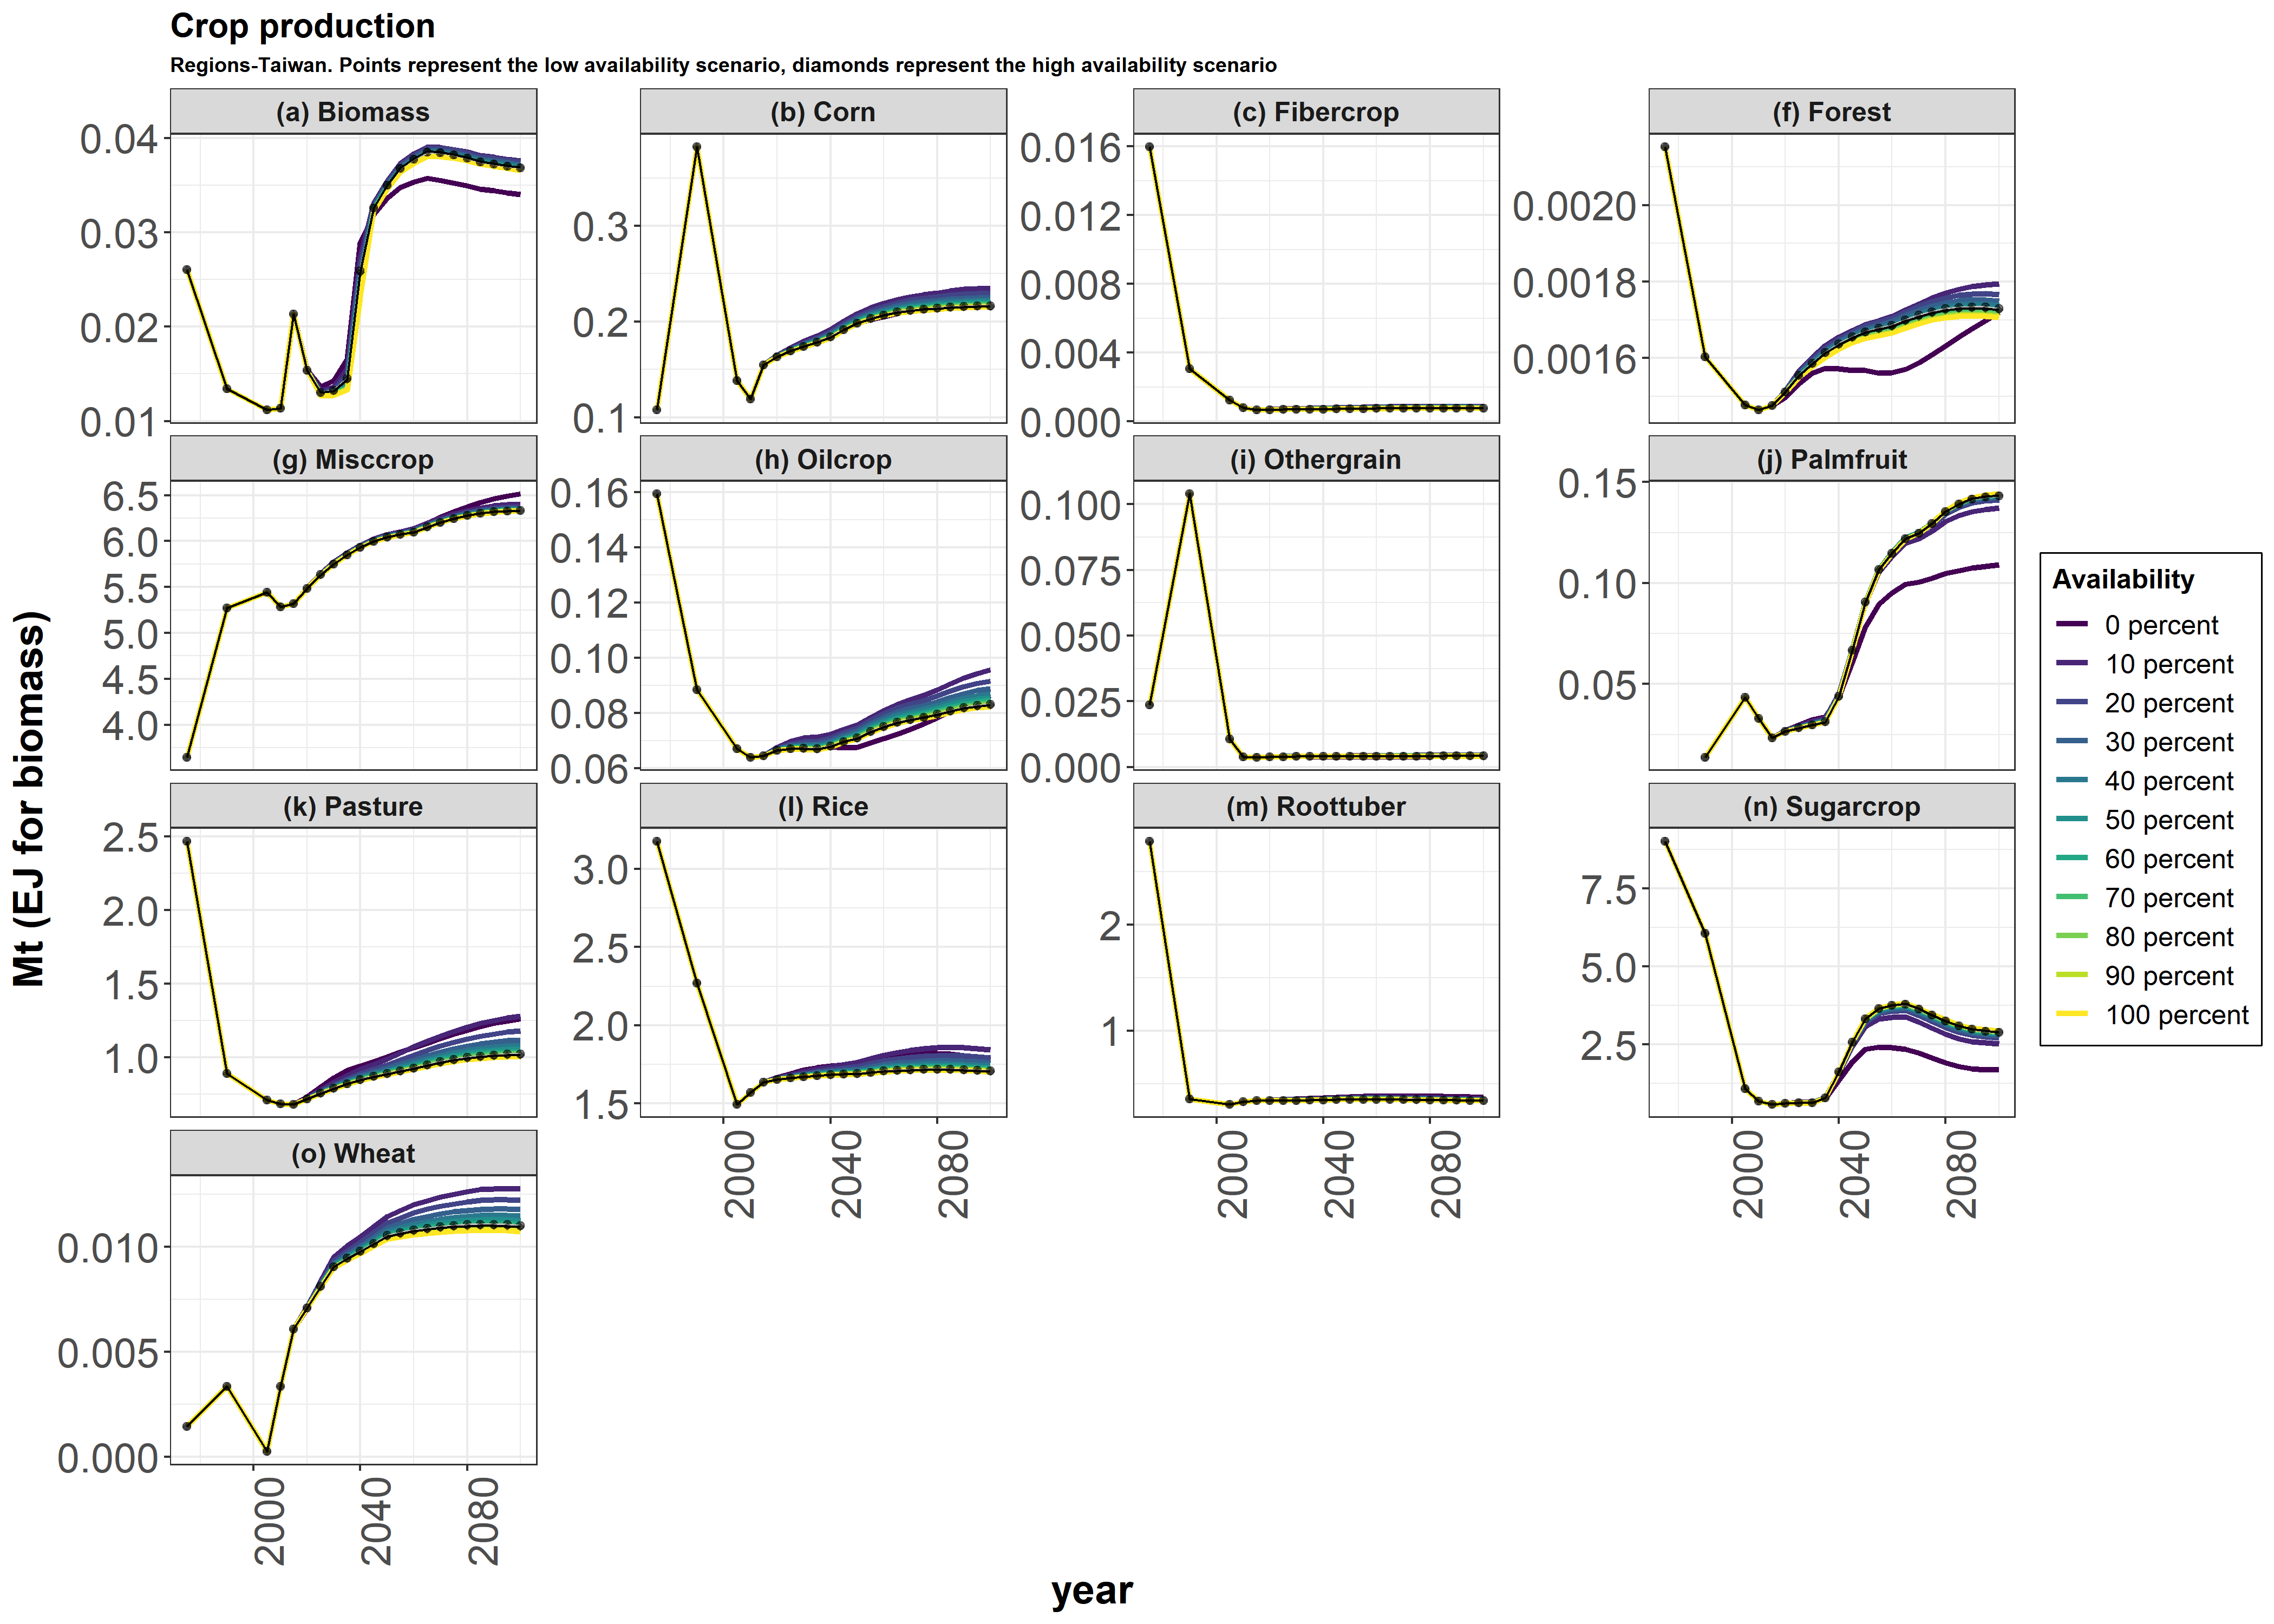 Crop production
Regions-Taiwan. Points represent the low availability scenario, diamonds represent the high availability scenario
(a) Biomass
(b) Corn
(c) Fibercrop
(f) Forest
0.04
0.03
0.02
0.01
0.3
0.2
0.1
0.016
0.012
0.008
0.004
0.000
0.0020
0.0018
0.0016
(g) Misccrop
(h) Oilcrop
(i) Othergrain
(j) Palmfruit
6.5
6.0
5.5
5.0
4.5
4.0
0.16
0.14
0.12
0.10
0.08
0.06
0.100
0.075
0.050
0.025
0.000
0.15
0.10
0.05
(k) Pasture
(l) Rice
(m) Roottuber
(n) Sugarcrop
2.5
2.0
1.5
1.0
3.0
2.5
2.0
1.5
2
1
7.5
5.0
2.5
2000
2040
2080
2000
2040
2080
2000
2040
2080
(o) Wheat
0.010
0.005
0.000
2000
2040
2080
Mt (EJ for biomass)
year
Availability
0 percent
10 percent
20 percent
30 percent
40 percent
50 percent
60 percent
70 percent
80 percent
90 percent
100 percent